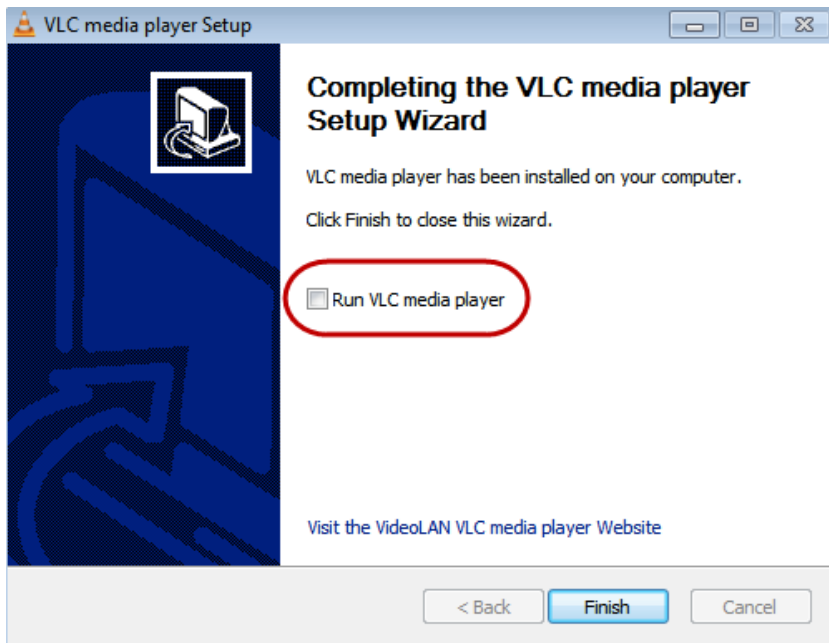 VLC media player Setup
Completing the VLC media player
Setup Wizard
VLC media player has been installed on your computer.
Click Finish to close this wizard.
Run VLC media player
Visit the VideoLAN VLC media player Website
< Back Finish Cancel